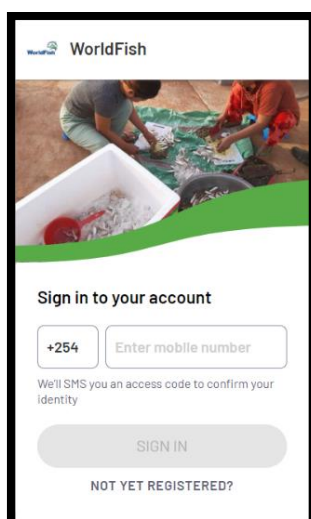 WorldFish WorldFish
Sign in to your account
+254 Enter mobile number
We'll SMS you an access code to confirm your
identity
SIGN IN
NOT YET REGISTERED?